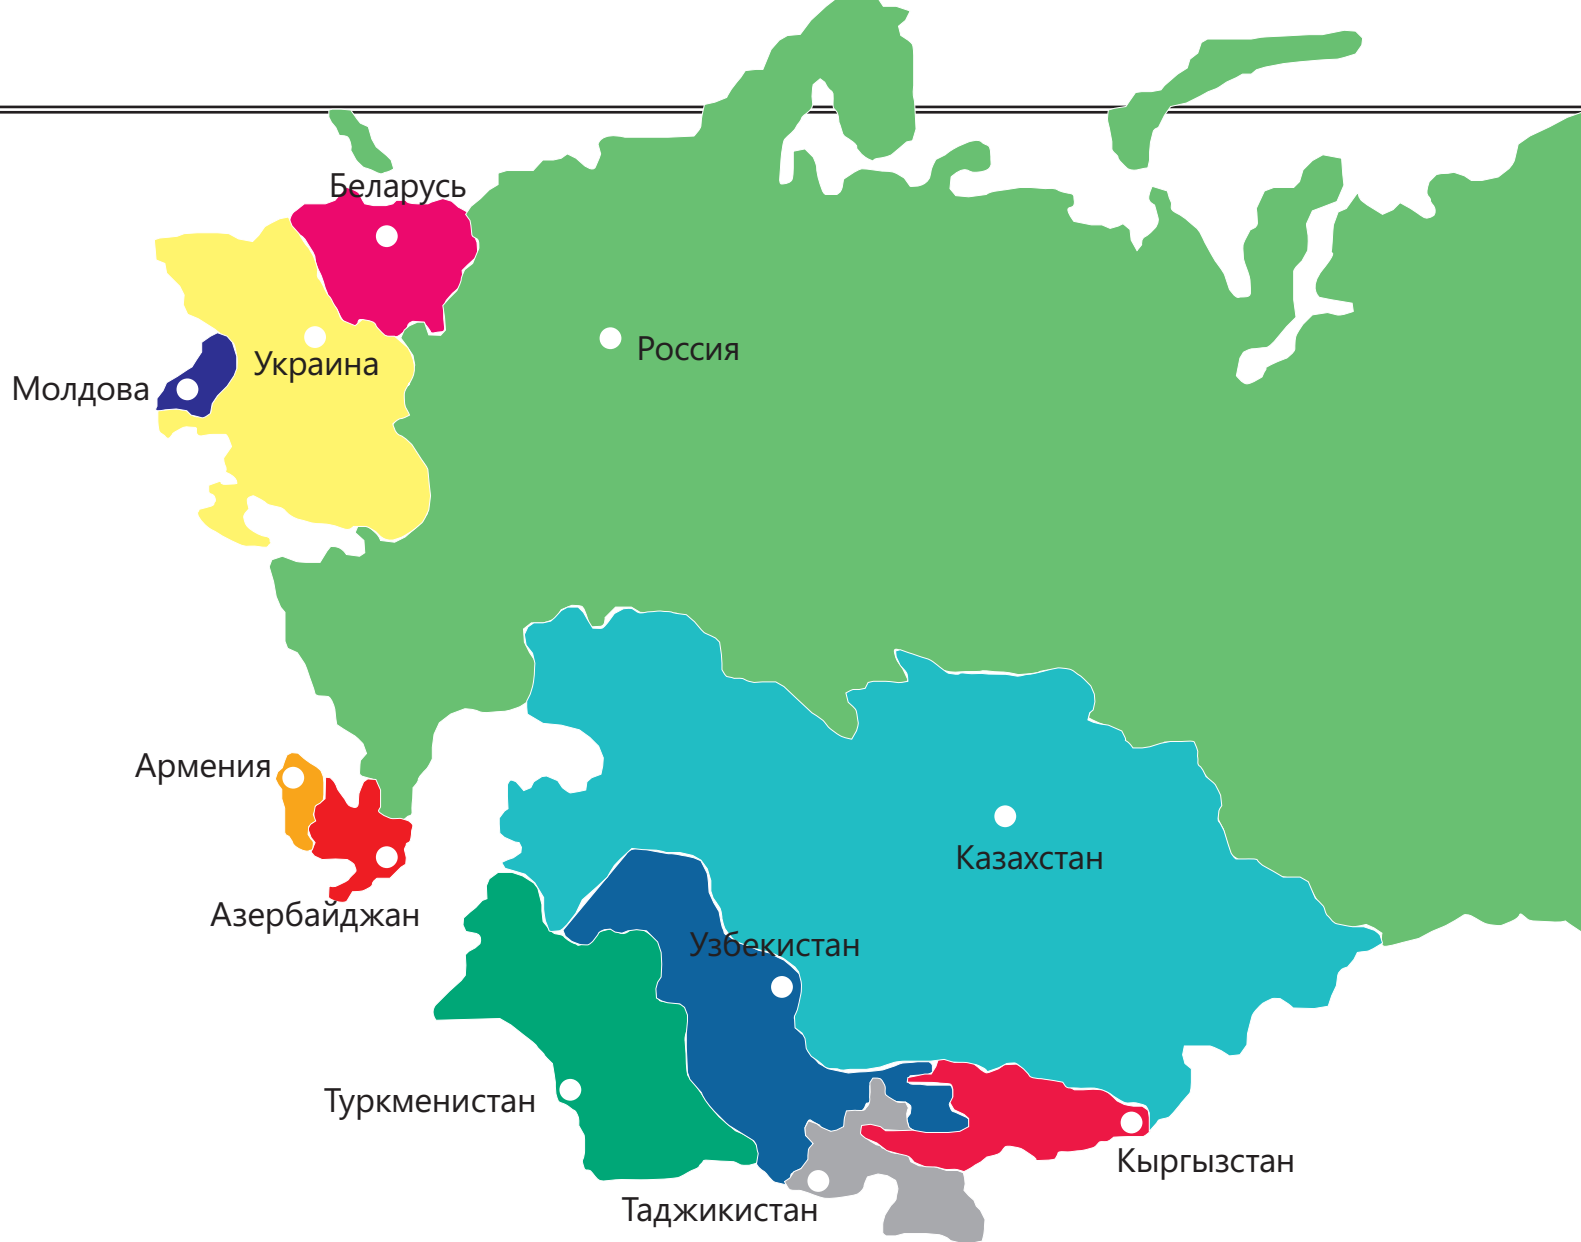 Беларусь
Украина
Россия
Молдова
Армения
Казахстан
Азербайджан
Узбекистан
Туркменистан
Кыргызстан
Таджикистан